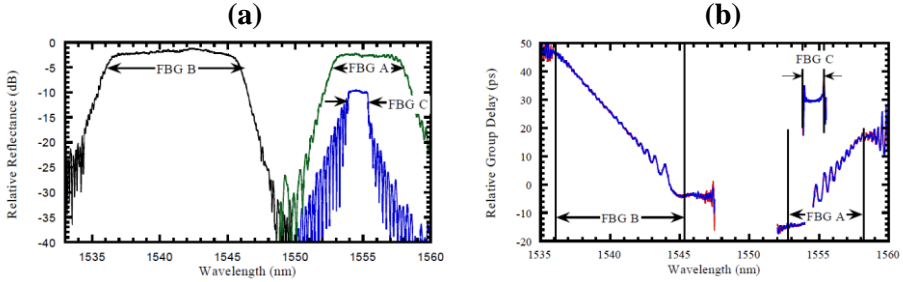 (a)
(b)
Relative Reflectance (dB)
0
-5
-10
-15
-20
-25
-30
-35
-40
FBG B
FBG A
FBG C
1535
1540
1545
1550
1555
1560
Wavelength (nm)
Relative Group Delay (ps)
50
40
30
20
10
0
-10
-20
FBG C
FBG B
FBG A
1535
1540
1545
1550
1555
1560
Wavelength (nm)